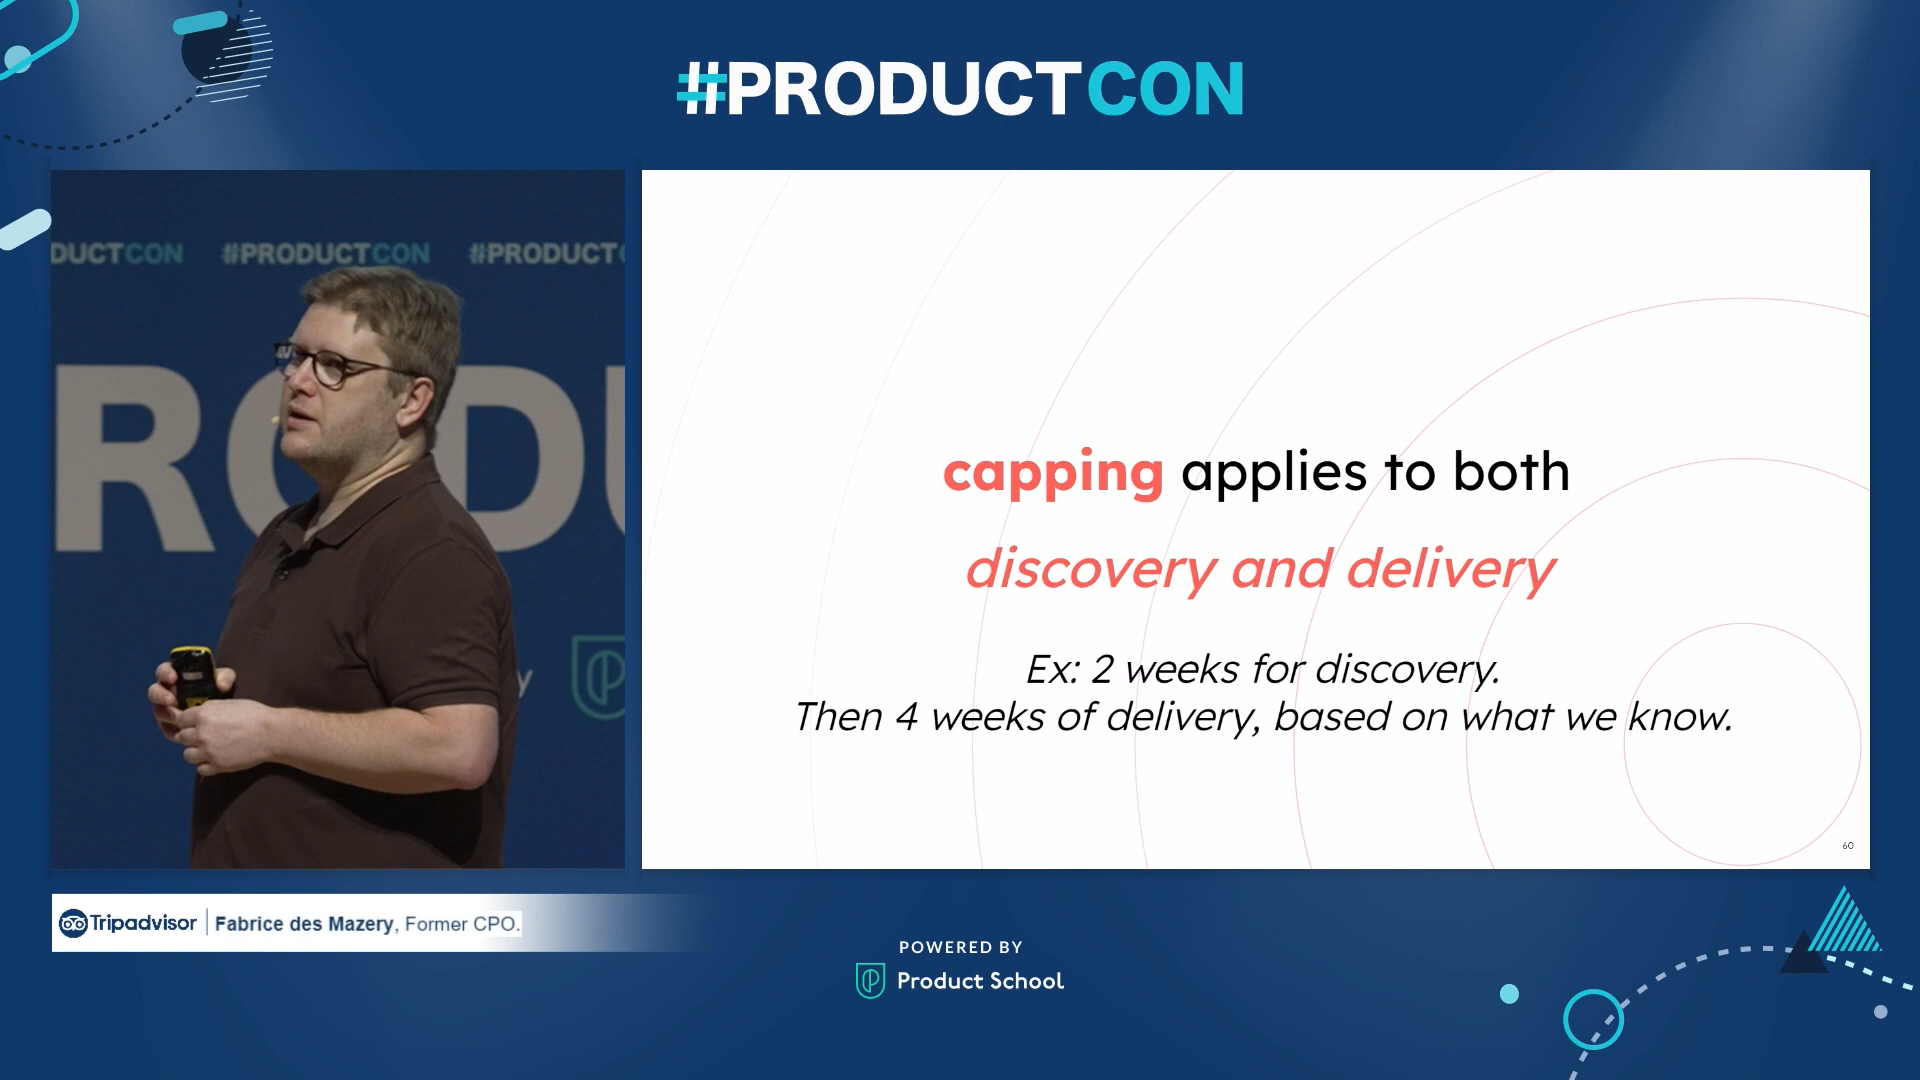 #PRODUCTCON
DUCTCON #PRODUCTCON #PRODUCT
capping applies to both
discovery and delivery
Ex: 2 weeks for discovery.
Then 4 weeks of delivery, based on what we know.
60
Tripadvisor Fabrice des Mazery, Former CPO.
POWERED BY
Product School